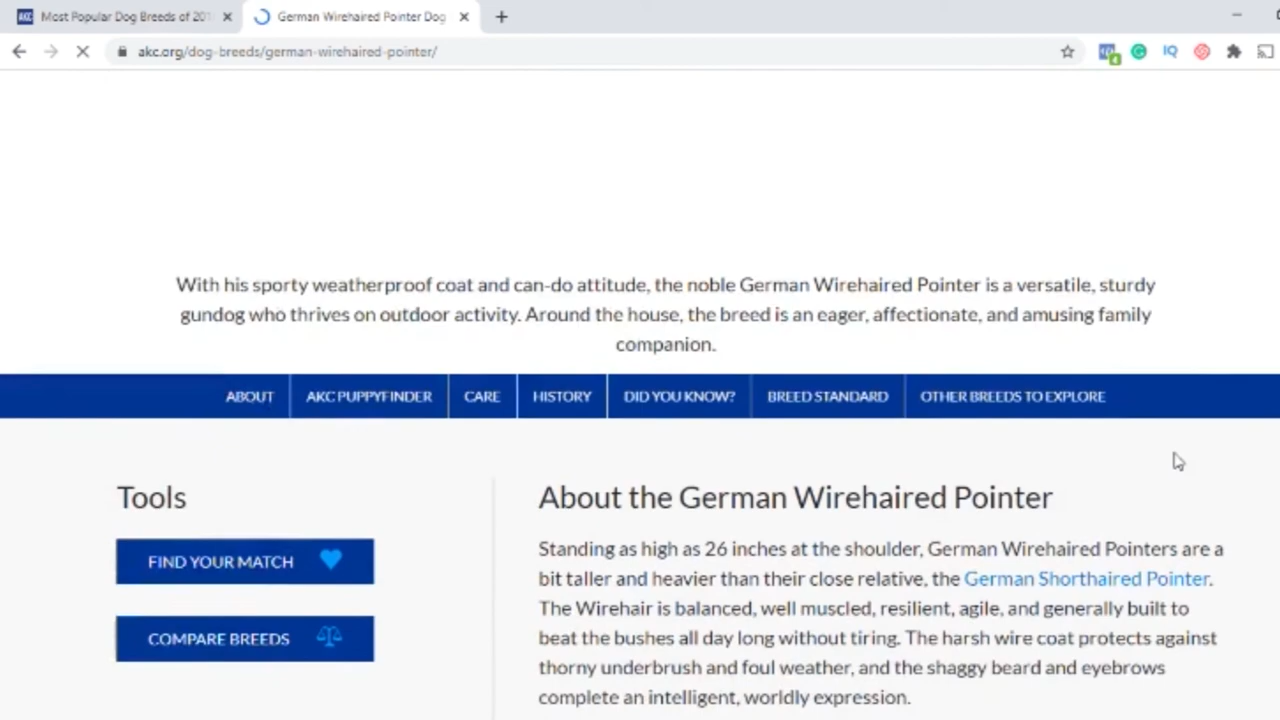 AKC Most Popular Dog Breeds of 201
German Wirehaired Pointer Dog
akc.org/dog-breeds/german-wirehaired-pointer/
4
IQ
With his sporty weatherproof coat and can-do attitude, the noble German Wirehaired Pointer is a versatile, sturdy
gundog who thrives on outdoor activity. Around the house, the breed is an eager, affectionate, and amusing family
companion.
ABOUT
AKC PUPPYFINDER
CARE
HISTORY
DID YOU KNOW?
BREED STANDARD
OTHER BREEDS TO EXPLORE
Tools
FIND YOUR MATCH
COMPARE BREEDS
About the German Wirehaired Pointer
Standing as high as 26 inches at the shoulder, German Wirehaired Pointers are a
bit taller and heavier than their close relative, the German Shorthaired Pointer.
The Wirehair is balanced, well muscled, resilient, agile, and generally built to
beat the bushes all day long without tiring. The harsh wire coat protects against
thorny underbrush and foul weather, and the shaggy beard and eyebrows
complete an intelligent, worldly expression.